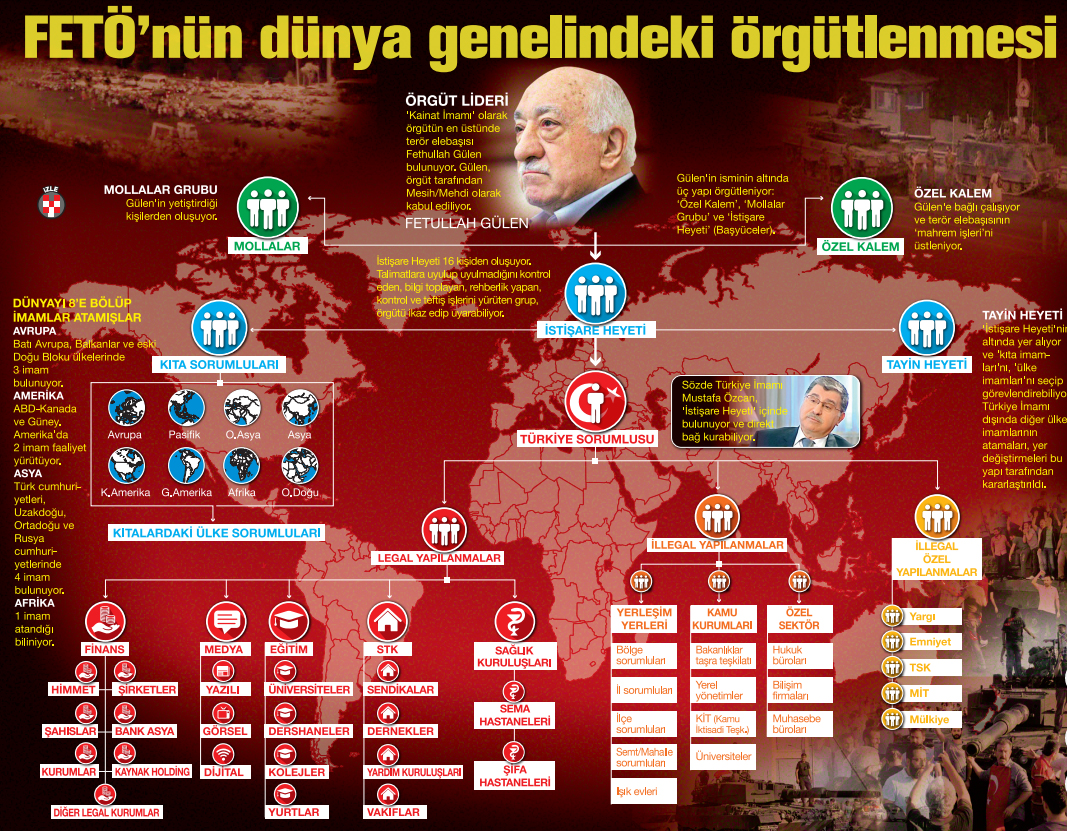 FETÖ'nün dünya genelindeki örgütlenmesi
ÖRGÜT LİDERİ
'Kainat İmamı' olarak
örgütün en üstünde
terör elebaşısı
Fethullah Gülen
bulunuyor. Gülen,
örgüt tarafından
Mesih/Mehdi olarak
kabul ediliyor.
FETULLAH GÜLEN
İZLE
MOLLALAR GRUBU
Gülen'in yetiştirdiği
kişilerden oluşuyor.
MOLLALAR
Gülen'in isminin altında
üç yapı örgütleniyor:
'Özel Kalem', 'Mollalar
Grubu' ve 'İstişare
Heyeti' (Başyüceler).
ÖZEL KALEM
ÖZEL KALEM
Gülen'e bağlı çalışıyor
ve terör elebaşısının
'mahrem işleri'ni
üstleniyor.
İstişare Heyeti 16 kişiden oluşuyor.
Talimatlara uyulup uyulmadığını kontrol
eden, bilgi toplayan, rehberlik yapan,
kontrol ve teftiş işlerini yürüten grup,
örgütü ikaz edip uyarabiliyor.
İSTİŞARE HEYETİ
DÜNYAYI 8'E BÖLÜP
İMAMLAR ATAMIŞLAR
AVRUPA
Batı Avrupa, Balkanlar ve eski
Doğu Bloku ülkelerinde
3 imam
bulunuyor.
AMERİKA
ABD-Kanada
ve Güney
Amerika'da
2 imam faaliyet
yürütüyor.
ASYA
Türk cumhuri-
yetleri,
Uzakdoğu,
Ortadoğu ve
Rusya
cumhuri-
yetlerinde
4 imam
bulunuyor.
AFRİKA
1 imam
atandığı
biliniyor.
KITA SORUMLULARI
Avrupa
Pasifik
O.Asya
Asya
K.Amerika
G.Amerika
Afrika
O.Doğu
KITALARDAKİ ÜLKE SORUMLULARI
TAYİN HEYETİ
TAYİN HEYETİ
'İstişare Heyeti'nin
altında yer alıyor
ve 'kıta imam-
ları'nı, 'ülke
imamları'nı seçip
görevlendirebiliyo
Türkiye İmamı
dışında diğer ülke
imamlarının
atamaları, yer
değiştirmeleri bu
yapı tarafından
kararlaştırıldı.
TÜRKİYE SORUMLUSU
Sözde Türkiye İmamı
Mustafa Özcan,
'İstişare Heyeti' içinde
bulunuyor ve direkt
bağ kurabiliyor.
LEGAL YAPILANMALAR
FİNANS
HİMMET
ŞİRKETLER
ŞAHISLAR
BANK ASYA
KURUMLAR
KAYNAK HOLDİNG
DİĞER LEGAL KURUMLAR
MEDYA
YAZILI
GÖRSEL
DİJİTAL
EĞİTİM
ÜNİVERSİTELER
DERSHANELER
KOLEJLER
YURTLAR
STK
SENDİKALAR
DERNEKLER
YARDIM KURULUŞLARI
VAKIFLAR
SAĞLIK
KURULUŞLARI
SEMA
HASTANELERİ
ŞİFA
HASTANELERİ
İLLEGAL YAPILANMALAR
YERLEŞİM
YERLERİ
Bölge
sorumluları
İl sorumluları
İlçe
sorumluları
Semt/Mahalle
sorumluları
Işık evleri
KAMU
KURUMLARI
Bakanlıklar
taşra teşkilatı
Yerel
yönetimler
KİT (Kamu
İktisadi Teşk.)
Üniversiteler
ÖZEL
SEKTÖR
Hukuk
büroları
Bilişim
firmaları
Muhasebe
büroları
İLLEGAL
ÖZEL
YAPILANMALAR
Yargı
Emniyet
TSK
MİT
Mülkiye